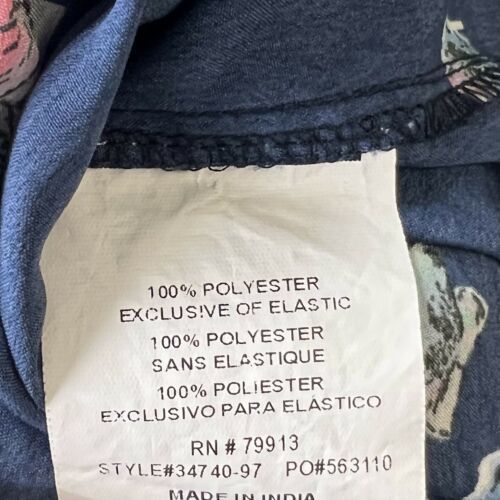 100% POLYESTER
EXCLUSIVE OF ELASTIC
100% POLYESTER
SANS ELASTIQUE
100% POLIESTER
EXCLUSIVO PARA ELÁSTICO
RN # 79913
STYLE#34740-97 PO#563110
MADE IN INDIA